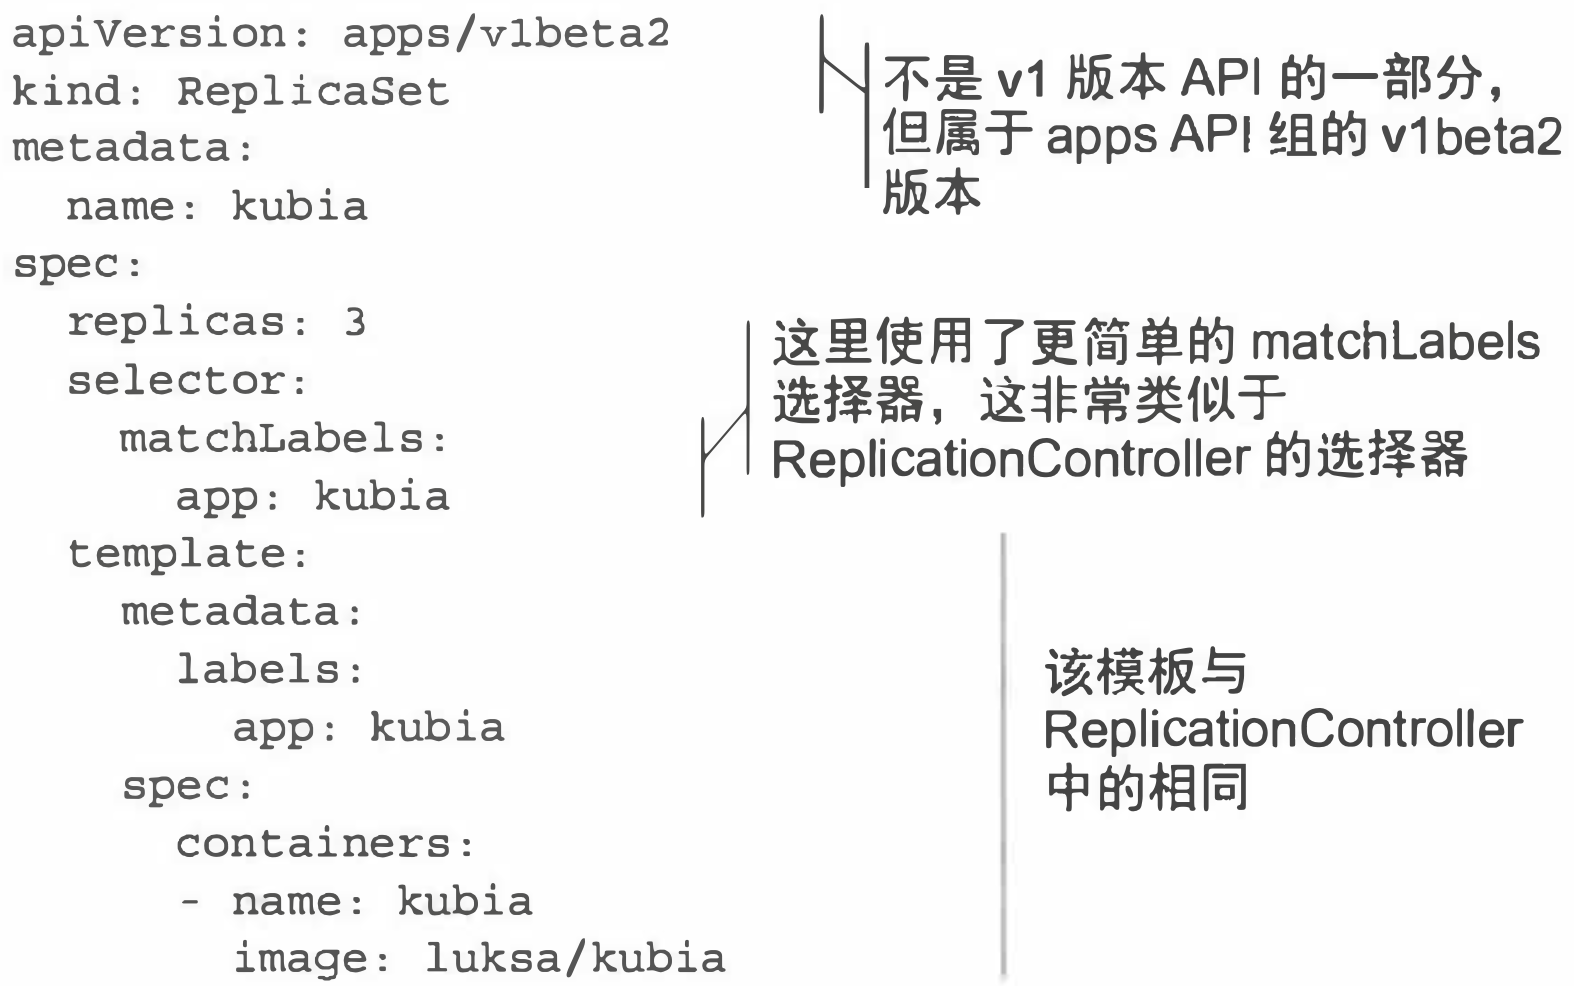 apiVersion: apps/v1beta2
kind: ReplicaSet
metadata:
  name: kubia
spec:
  replicas: 3
  selector:
    matchLabels:
      app: kubia
  template:
    metadata:
      labels:
        app: kubia
    spec:
      containers:
      - name: kubia
        image: luksa/kubia
不是 v1 版本 API 的一部分，
但属于 apps API 组的 v1beta2
版本
这里使用了更简单的 matchLabels
选择器，这非常类似于
ReplicationController 的选择器
该模板与
ReplicationController
中的相同